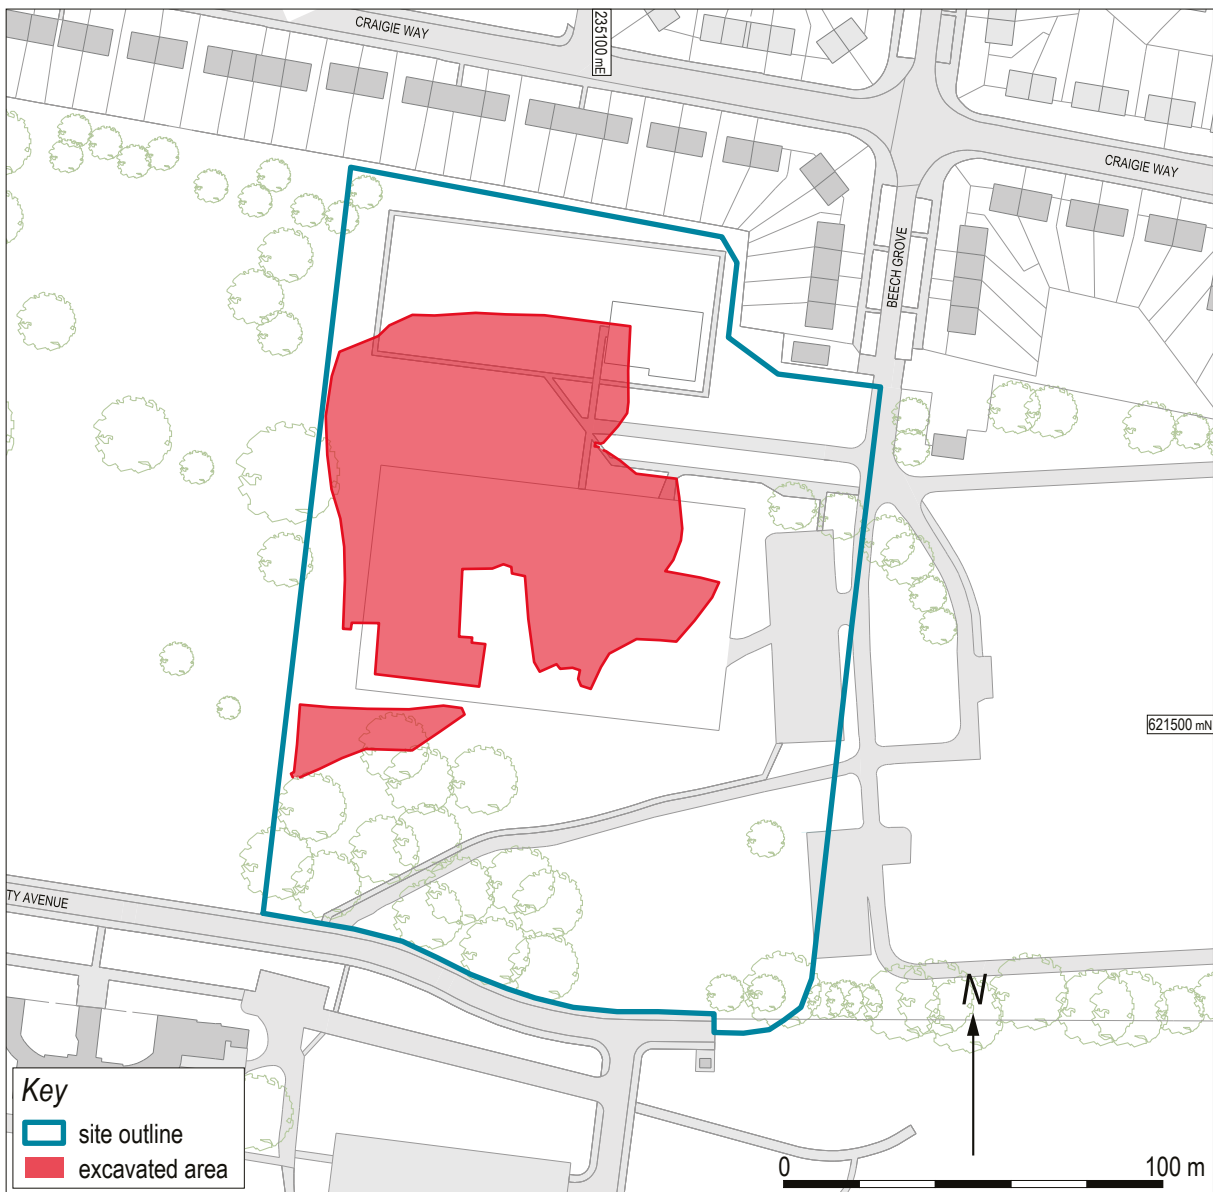 CRAIGIE WAY
235100 mE
CRAIGIE WAY
BEECH GROVE
621500 mN
TY AVENUE
N
Key
site outline
excavated area
0
100 m